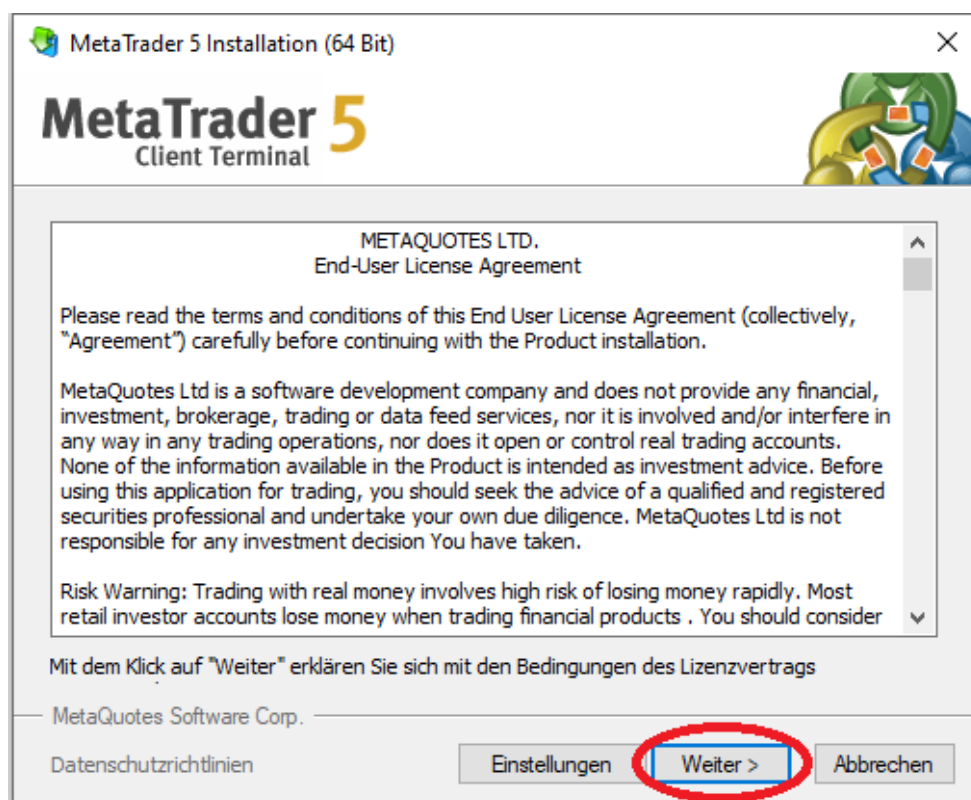 MetaTrader 5 Installation (64 Bit)
MetaTrader 5
Client Terminal
METAQUOTES LTD.
End-User License Agreement
Please read the terms and conditions of this End User License Agreement (collectively,
“Agreement”) carefully before continuing with the Product installation.
MetaQuotes Ltd is a software development company and does not provide any financial,
investment, brokerage, trading or data feed services, nor it is involved and/or interfere in
any way in any trading operations, nor does it open or control real trading accounts.
None of the information available in the Product is intended as investment advice. Before
using this application for trading, you should seek the advice of a qualified and registered
securities professional and undertake your own due diligence. MetaQuotes Ltd is not
responsible for any investment decision You have taken.
Risk Warning: Trading with real money involves high risk of losing money rapidly. Most
retail investor accounts lose money when trading financial products . You should consider
Mit dem Klick auf "Weiter" erklären Sie sich mit den Bedingungen des Lizenzvertrags
MetaQuotes Software Corp.
Datenschutzrichtlinien
Einstellungen
Weiter >
Abbrechen